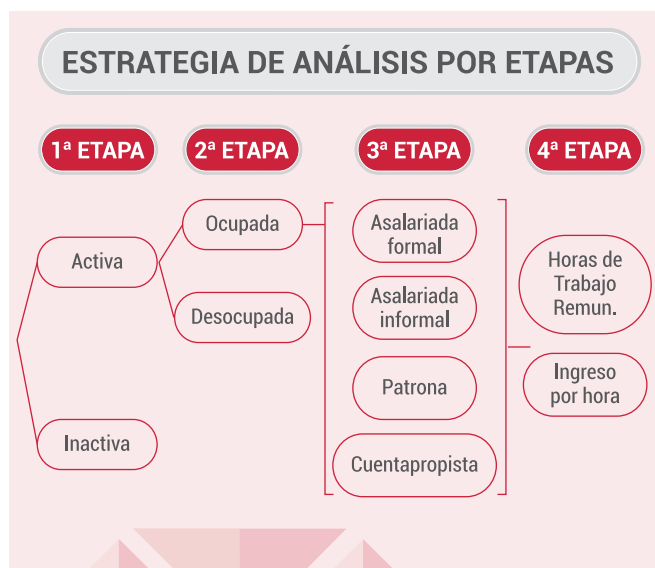 ESTRATEGIA DE ANÁLISIS POR ETAPAS
1ª ETAPA
Activa
Inactiva
2ª ETAPA
Ocupada
Desocupada
3ª ETAPA
Asalariada
formal
Asalariada
informal
Patrona
Cuentapropista
4ª ETAPA
Horas de
Trabajo
Remun.
Ingreso
por hora